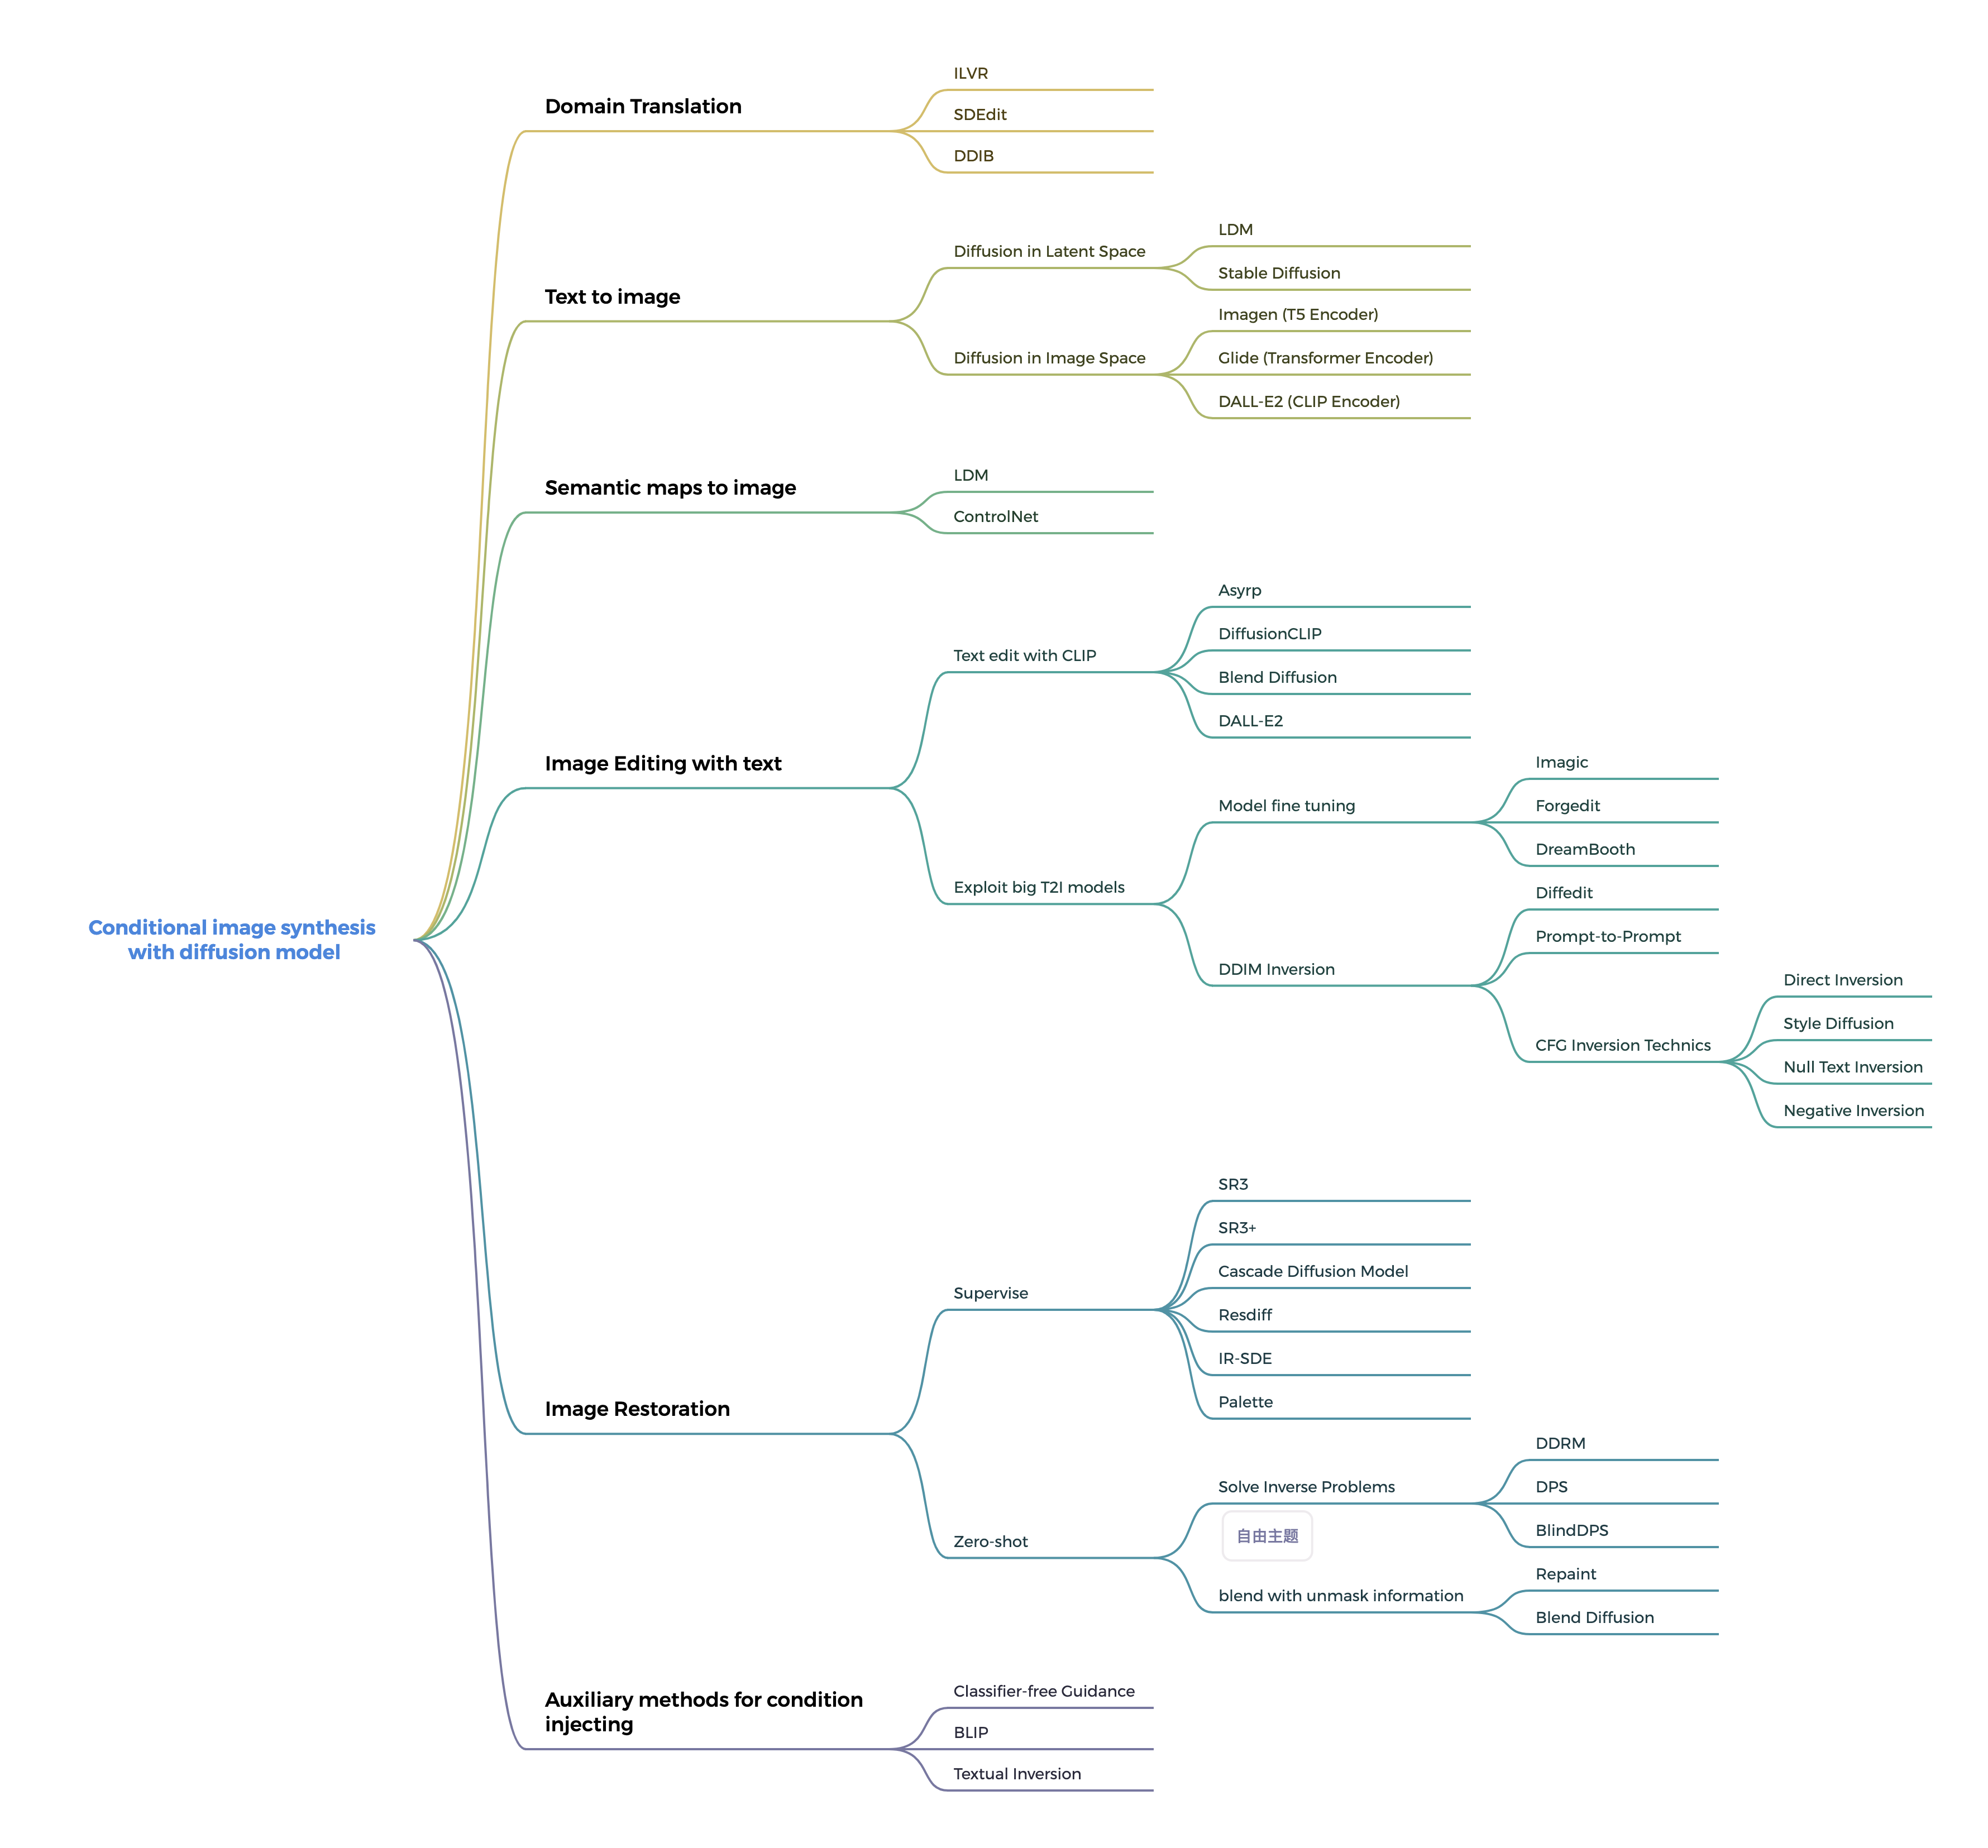 Conditional image synthesis
with diffusion model
Domain Translation
ILVR
SDEdit
DDIB
Text to image
Diffusion in Latent Space
LDM
Stable Diffusion
Diffusion in Image Space
Imagen (T5 Encoder)
Glide (Transformer Encoder)
DALL-E2 (CLIP Encoder)
Semantic maps to image
LDM
ControlNet
Image Editing with text
Text edit with CLIP
Asyrp
DiffusionCLIP
Blend Diffusion
DALL-E2
Exploit big T2I models
Model fine tuning
Imagic
Forgedit
DreamBooth
DDIM Inversion
Diffedit
Prompt-to-Prompt
CFG Inversion Technics
Direct Inversion
Style Diffusion
Null Text Inversion
Negative Inversion
Image Restoration
Supervise
SR3
SR3+
Cascade Diffusion Model
Resdiff
IR-SDE
Palette
Zero-shot
Solve Inverse Problems
DDRM
DPS
BlindDPS
自由主题
blend with unmask information
Repaint
Blend Diffusion
Auxiliary methods for condition
injecting
Classifier-free Guidance
BLIP
Textual Inversion